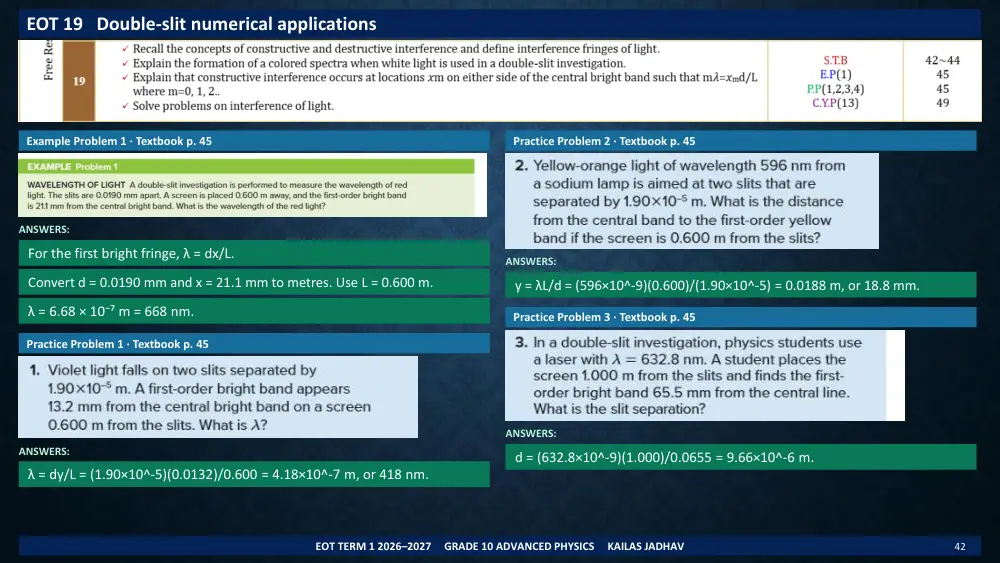 EOT 19 Double-slit numerical applications
Free Res
19
✓ Recall the concepts of constructive and destructive interference and define interference fringes of light.
✓ Explain the formation of a colored spectra when white light is used in a double-slit investigation.
✓ Explain that constructive interference occurs at locations xm on either side of the central bright band such that mλ=xₘd/L
where m=0, 1, 2..
✓ Solve problems on interference of light.
S.T.B
E.P(1)
P.P(1,2,3,4)
C.Y.P(13)
42~44
45
45
49
Example Problem 1 · Textbook p. 45
EXAMPLE Problem 1
WAVELENGTH OF LIGHT A double-slit investigation is performed to measure the wavelength of red
light. The slits are 0.0190 mm apart. A screen is placed 0.600 m away, and the first-order bright band
is 21.1 mm from the central bright band. What is the wavelength of the red light?
ANSWERS:
For the first bright fringe, λ = dx/L.
Convert d = 0.0190 mm and x = 21.1 mm to metres. Use L = 0.600 m.
λ = 6.68 × 10⁻⁷ m = 668 nm.
Practice Problem 1 · Textbook p. 45
1. Violet light falls on two slits separated by
1.90×10⁻⁵ m. A first-order bright band appears
13.2 mm from the central bright band on a screen
0.600 m from the slits. What is λ?
ANSWERS:
λ = dy/L = (1.90×10^-5)(0.0132)/0.600 = 4.18×10^-7 m, or 418 nm.
Practice Problem 2 · Textbook p. 45
2. Yellow-orange light of wavelength 596 nm from
a sodium lamp is aimed at two slits that are
separated by 1.90×10⁻⁵ m. What is the distance
from the central band to the first-order yellow
band if the screen is 0.600 m from the slits?
ANSWERS:
y = λL/d = (596×10^-9)(0.600)/(1.90×10^-5) = 0.0188 m, or 18.8 mm.
Practice Problem 3 · Textbook p. 45
3. In a double-slit investigation, physics students use
a laser with λ = 632.8 nm. A student places the
screen 1.000 m from the slits and finds the first-
order bright band 65.5 mm from the central line.
What is the slit separation?
ANSWERS:
d = (632.8×10^-9)(1.000)/0.0655 = 9.66×10^-6 m.
EOT TERM 1 2026–2027 GRADE 10 ADVANCED PHYSICS KAILAS JADHAV
42